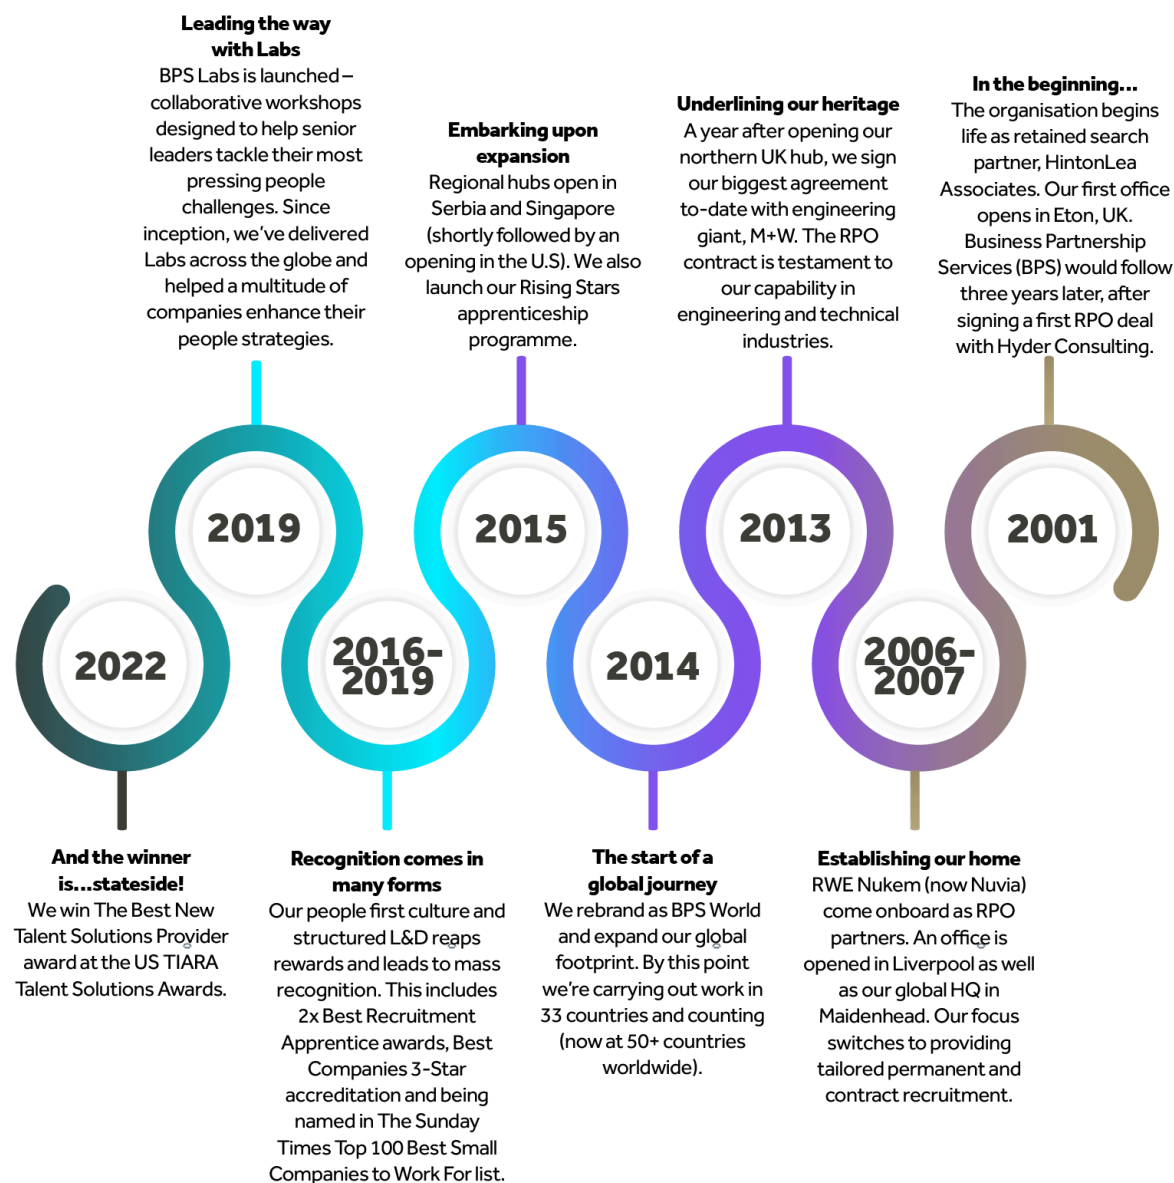 Leading the way
with Labs
BPS Labs is launched –
collaborative workshops
designed to help senior
leaders tackle their most
pressing people
challenges. Since
inception, we've delivered
Labs across the globe and
helped a multitude of
companies enhance their
people strategies.
Embarking upon
expansion
Regional hubs open in
Serbia and Singapore
(shortly followed by an
opening in the U.S). We also
launch our Rising Stars
apprenticeship
programme.
Underlining our heritage
A year after opening our
northern UK hub, we sign
our biggest agreement
to-date with engineering
giant, M+W. The RPO
contract is testament to
our capability in
engineering and technical
industries.
In the beginning...
The organisation begins
life as retained search
partner, HintonLea
Associates. Our first office
opens in Eton, UK.
Business Partnership
Services (BPS) would follow
three years later, after
signing a first RPO deal
with Hyder Consulting.
2019
2015
2013
2001
2022
2016-
2019
2014
2006-
2007
And the winner
is...stateside!
We win The Best New
Talent Solutions Provider
award at the US TIARA
Talent Solutions Awards.
Recognition comes in
many forms
Our people first culture and
structured L&D reaps
rewards and leads to mass
recognition. This includes
2x Best Recruitment
Apprentice awards, Best
Companies 3-Star
accreditation and being
named in The Sunday
Times Top 100 Best Small
Companies to Work For list.
The start of a
global journey
We rebrand as BPS World
and expand our global
footprint. By this point
we're carrying out work in
33 countries and counting
(now at 50+ countries
worldwide).
Establishing our home
RWE Nukem (now Nuvia)
come onboard as RPO
partners. An office is
opened in Liverpool as well
as our global HQ in
Maidenhead. Our focus
switches to providing
tailored permanent and
contract recruitment.